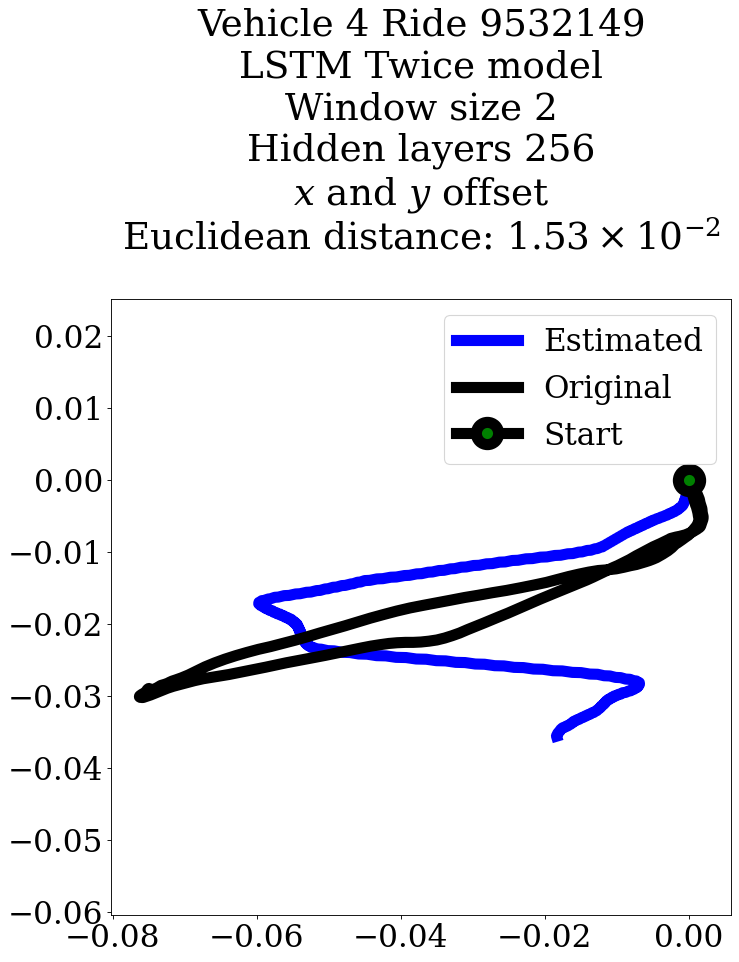 Vehicle 4 Ride 9532149
LSTM Twice model
Window size 2
Hidden layers 256
x and y offset
Euclidean distance: 1.53 × 10⁻²
Estimated
Original
Start
0.02
0.01
0.00
−0.01
−0.02
−0.03
−0.04
−0.05
−0.06
−0.08 −0.06 −0.04 −0.02 0.00